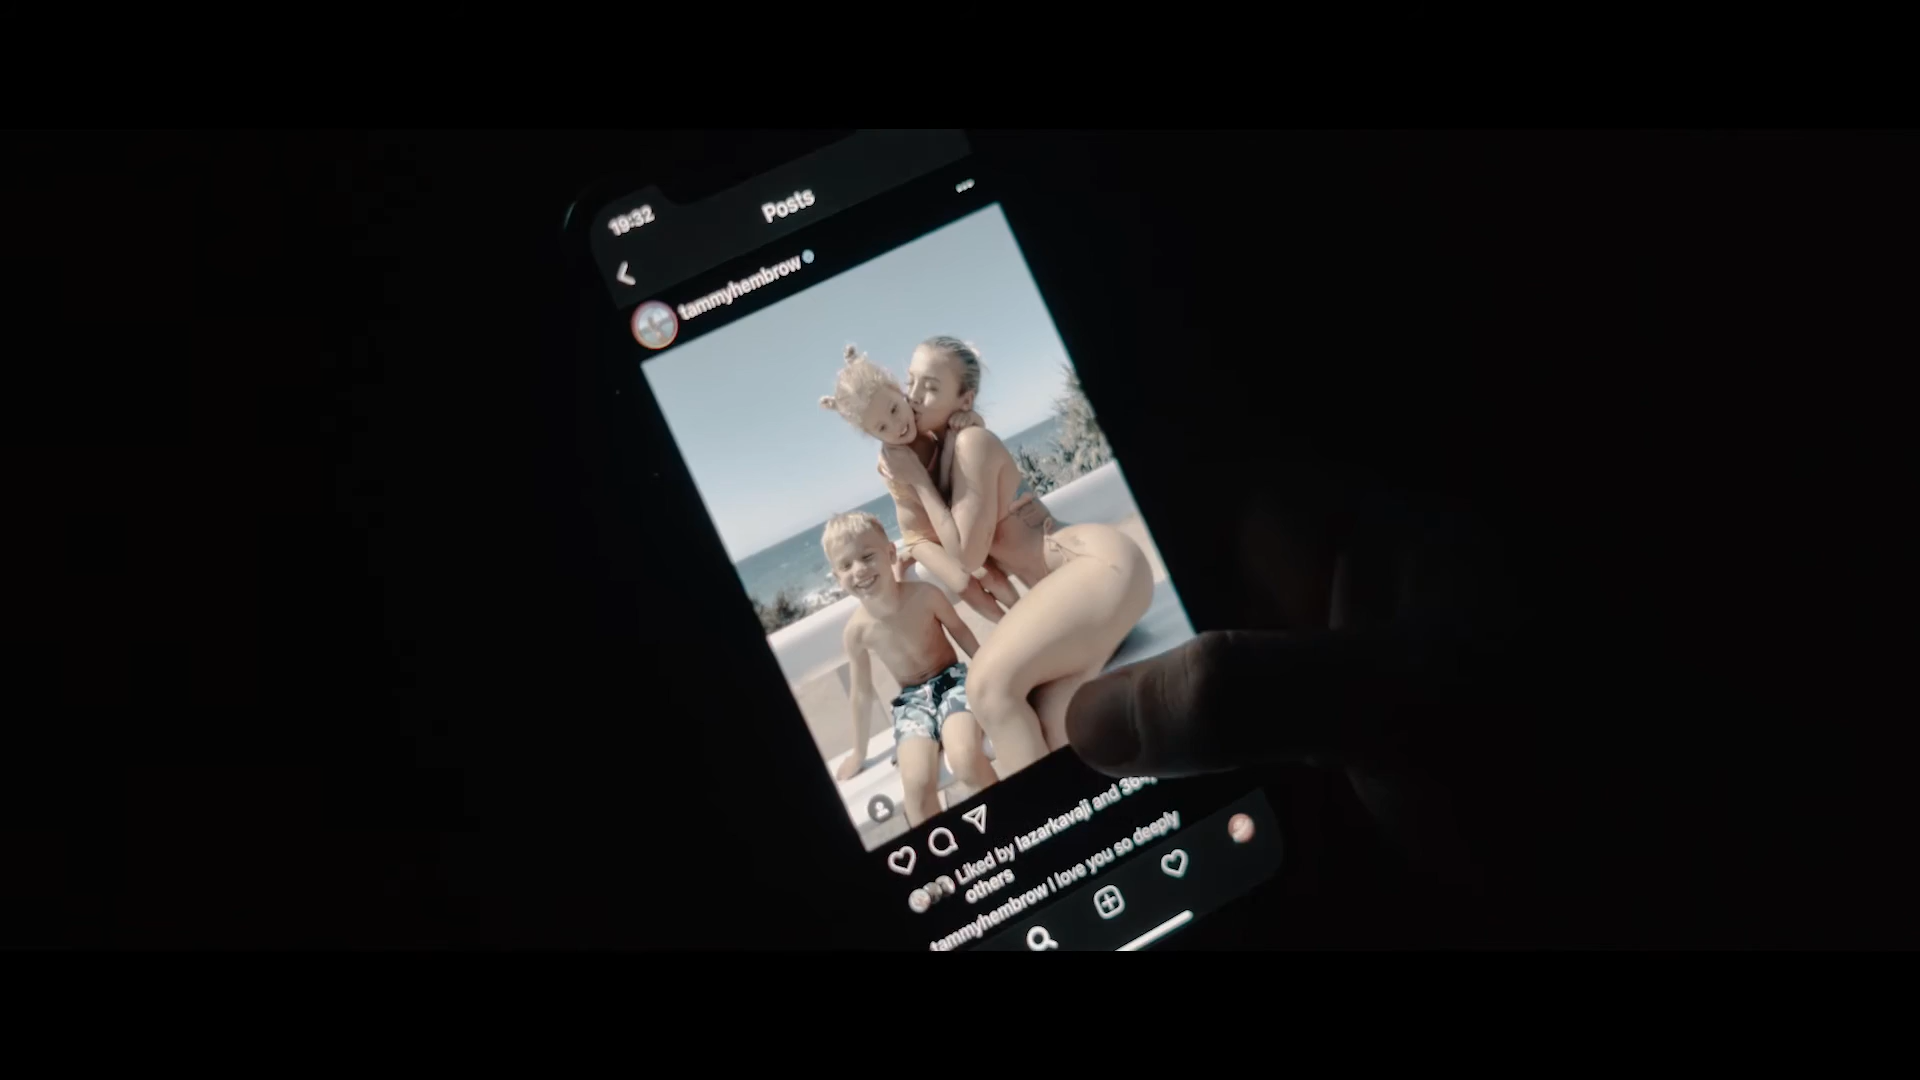 19:32
Posts
tammyhembrow
Liked by lazarkavaji and
others
tammyhembrow I love you so deeply